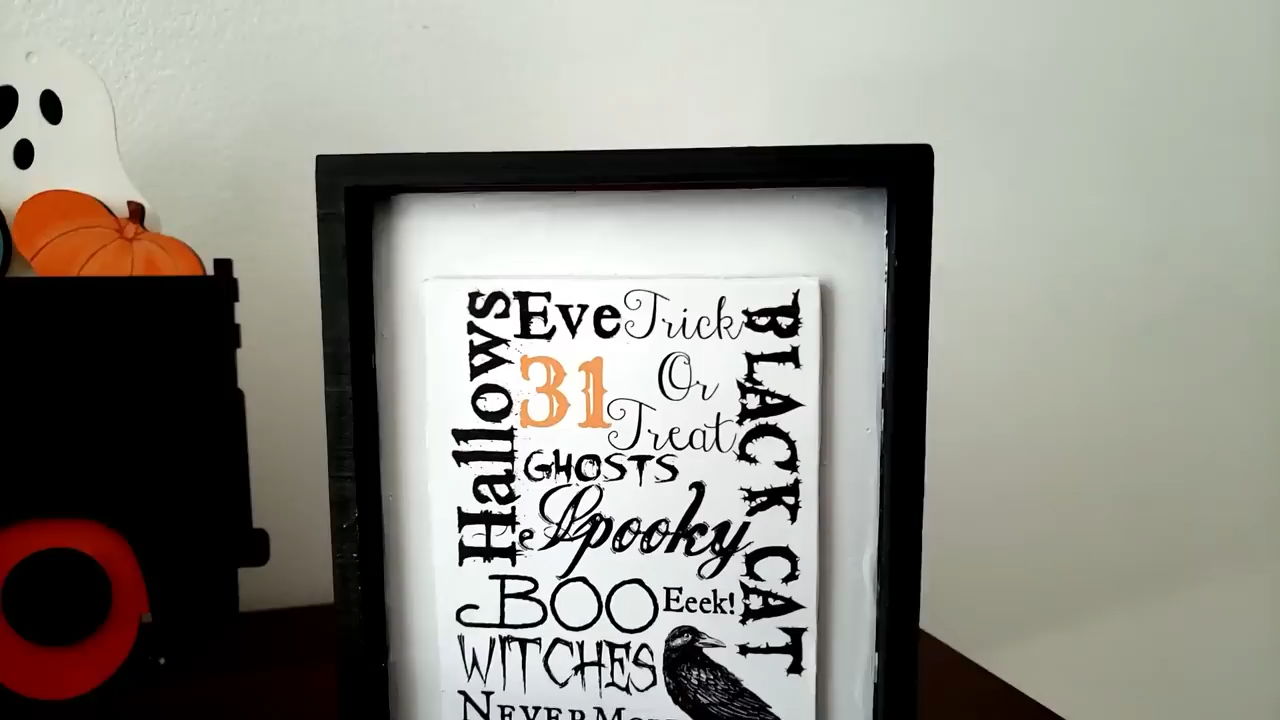 Hallows
Eve
Trick
31
Or
Treat
GHOSTS
Spooky
BOO
Eeek!
WITCHES
BLACK CAT